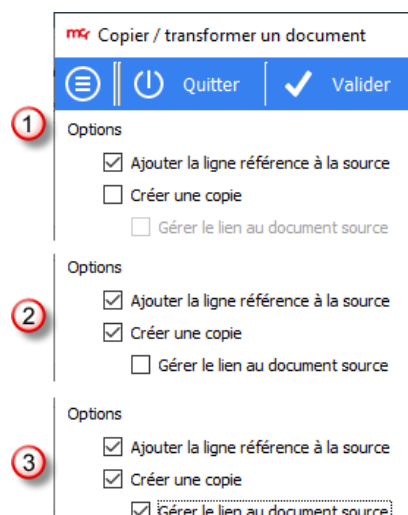 mcr Copier / transformer un document
Quitter Valider
1
Options
Ajouter la ligne référence à la source
Créer une copie
Gérer le lien au document source
2
Options
Ajouter la ligne référence à la source
Créer une copie
Gérer le lien au document source
3
Options
Ajouter la ligne référence à la source
Créer une copie
Gérer le lien au document source